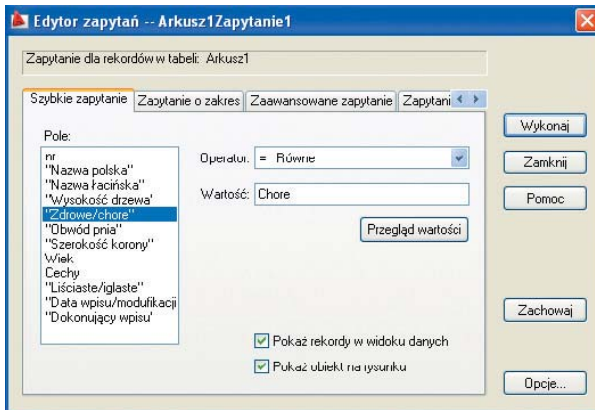 Edytor zapytań -- Arkusz1Zapytanie1
Zapytanie dla rekordów w tabeli: Arkusz1
Szybkie zapytanie
Zapytanie o zakres
Zaawansowane zapytanie
Zapytani
Pole:
nr
"Nazwa polska"
"Nazwa łacińska"
"Wysokość drzewa"
"Zdrowe/chore"
"Obwód pnia"
"Szerokość korony"
Wiek
Cechy
"Liściaste/iglaste"
"Data wpisu/modufikacji
"Dokonujący wpisu"
Operator: = Równe
Wartość: Chore
Przegląd wartości
Pokaż rekordy w widoku danych
Pokaż obiekt na rysunku
Wykonaj
Zamknij
Pomoc
Zachowaj
Opcje...